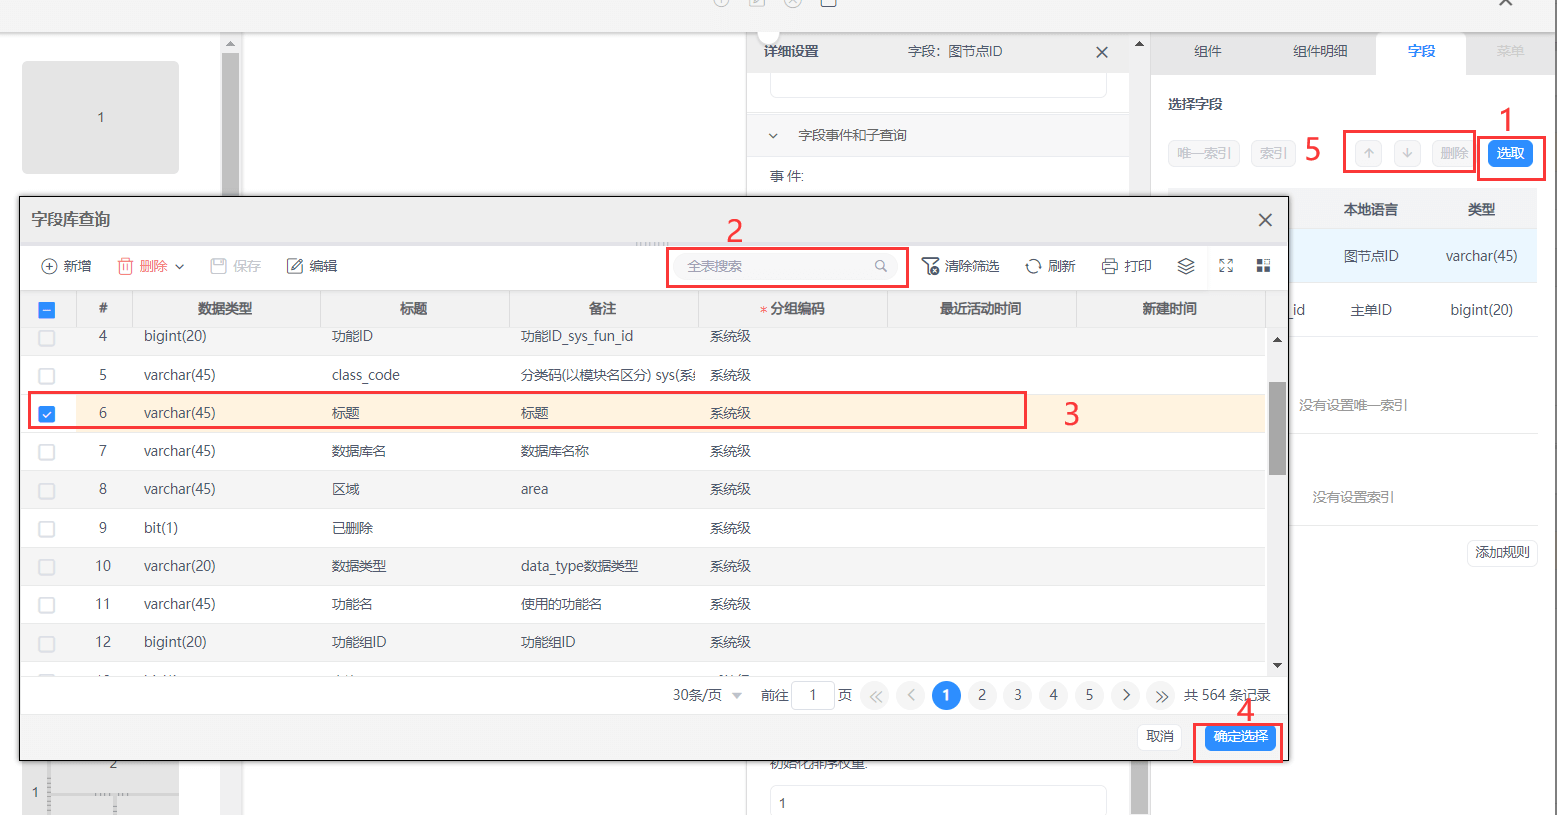 1
详细设置
字段：图节点ID
组件
组件明细
字段
菜单
选择字段
1
唯一索引
索引
5
删除
选取
字段事件和子查询
事 件:
本地语言
类型
图节点ID
varchar(45)
_id
主单ID
bigint(20)
没有设置唯一索引
没有设置索引
添加规则
字段库查询
2
新增
删除
保存
编辑
全表搜索
清除筛选
刷新
打印
#
数据类型
标题
备注
* 分组编码
最近活动时间
新建时间
4 bigint(20) 功能ID 功能ID_sys_fun_id 系统级
5 varchar(45) class_code 分类码(以模块名区分) sys(系 系统级
6 varchar(45) 标题 标题 系统级
3
7 varchar(45) 数据库名 数据库名称 系统级
8 varchar(45) 区域 area 系统级
9 bit(1) 已删除 系统级
10 varchar(20) 数据类型 data_type数据类型 系统级
11 varchar(45) 功能名 使用的功能名 系统级
12 bigint(20) 功能组ID 功能组ID 系统级
30条/页 前往 1 页 1 2 3 4 5 共 564 条记录
4
取消
确定选择
初始化排序权重:
1
2
1